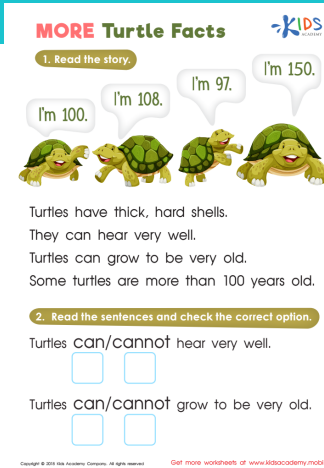 MORE Turtle Facts
KIDS
ACADEMY
1. Read the story.
I'm 100.
I'm 108.
I'm 97.
I'm 150.
Turtles have thick, hard shells.
They can hear very well.
Turtles can grow to be very old.
Some turtles are more than 100 years old.
2. Read the sentences and check the correct option.
Turtles can/cannot hear very well.
Turtles can/cannot grow to be very old.
Copyright © 2015 Kids Academy Company. All rights reserved
Get more worksheets at www.kidsacademy.mobi